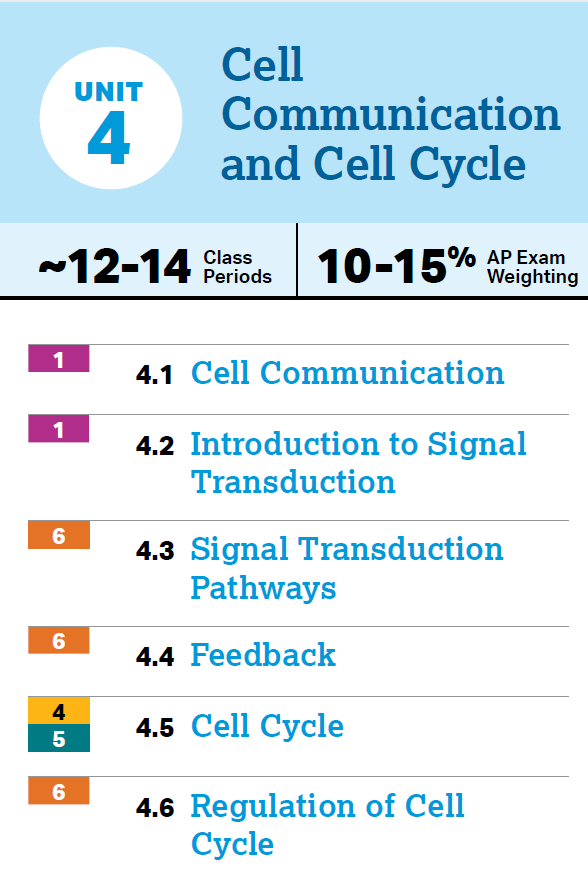 UNIT
4
Cell
Communication
and Cell Cycle
~12-14 Class
Periods
10-15% AP Exam
Weighting
1
4.1 Cell Communication
1
4.2 Introduction to Signal
Transduction
6
4.3 Signal Transduction
Pathways
6
4.4 Feedback
4
5
4.5 Cell Cycle
6
4.6 Regulation of Cell
Cycle